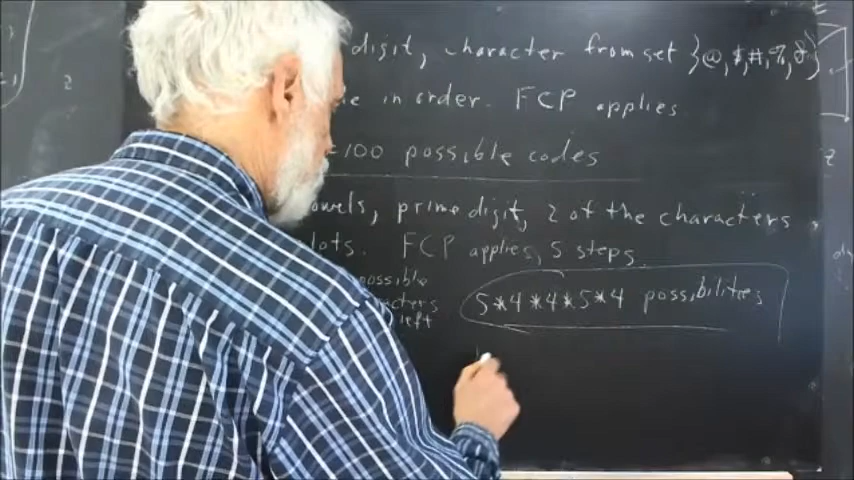 digit, character from set {@,$,#,%,&}
in order. FCP applies
= 100 possible codes
vowels, prime digit, 2 of the characters
slots. FCP applies, 5 steps.
possible
left
5*4*4*5*4 possibilities